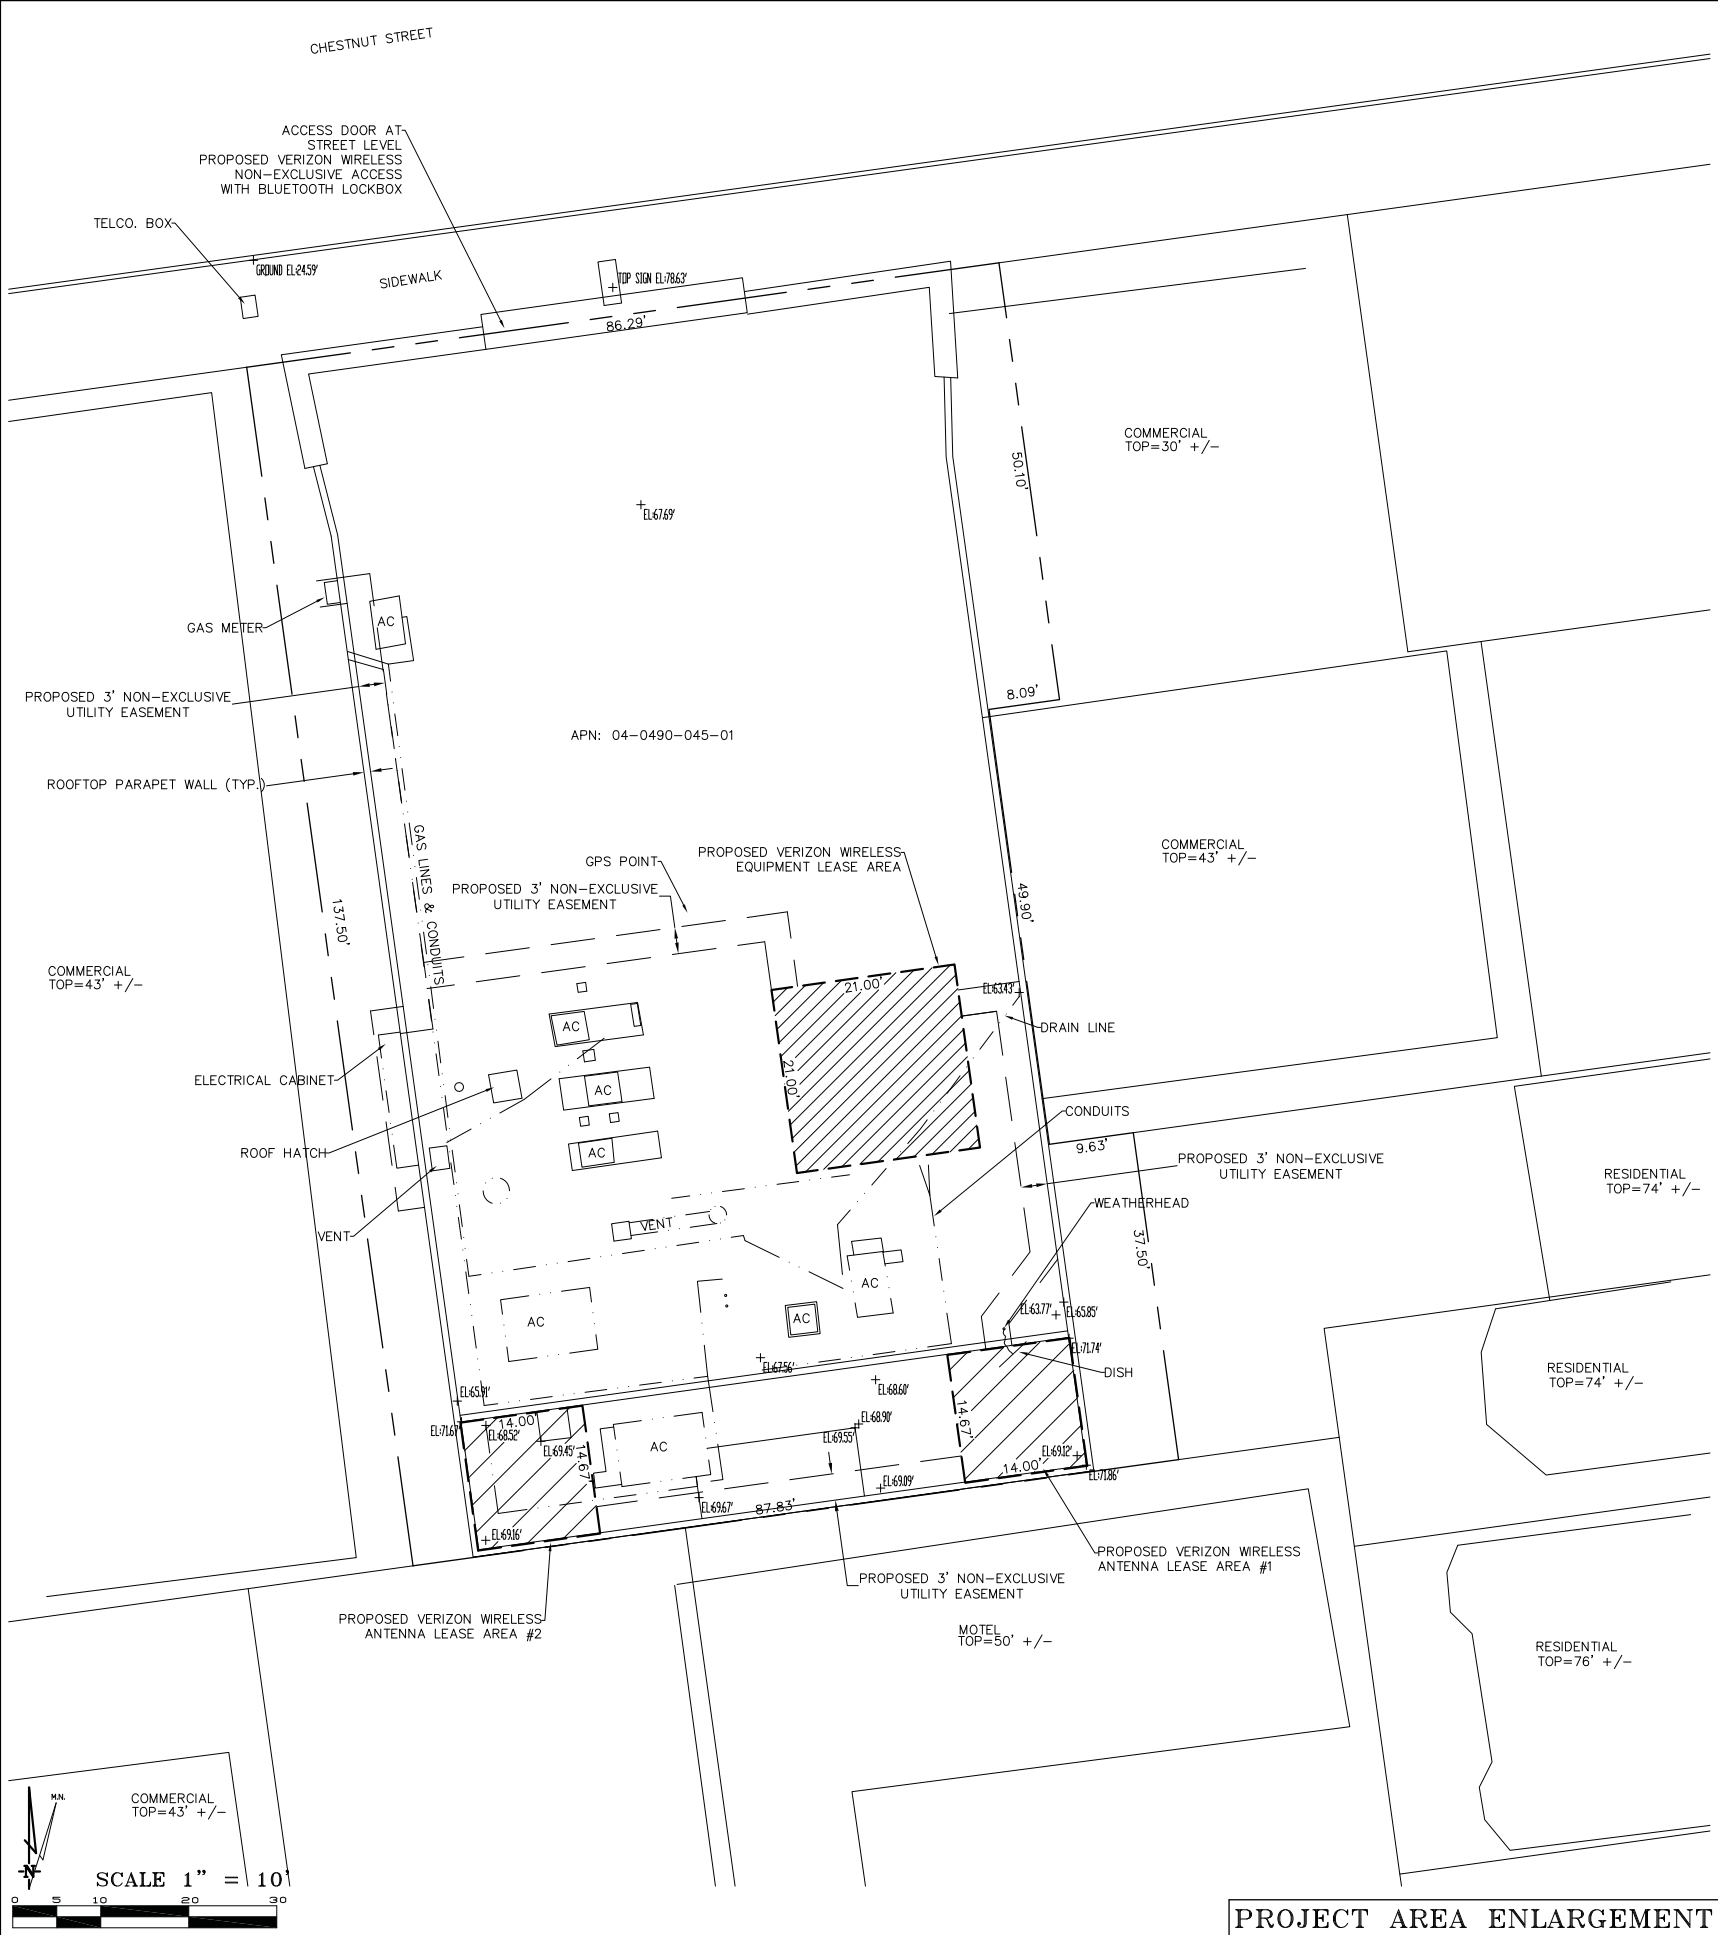 CHESTNUT STREET
ACCESS DOOR AT
STREET LEVEL
PROPOSED VERIZON WIRELESS
NON-EXCLUSIVE ACCESS
WITH BLUETOOTH LOCKBOX
TELCO. BOX
GROUND EL:24.59'
SIDEWALK
TOP SIGN EL:78.63'
86.29'
COMMERCIAL
TOP=30' +/-
50.10'
EL:67.69'
GAS METER
AC
PROPOSED 3' NON-EXCLUSIVE
UTILITY EASEMENT
8.09'
APN: 04-0490-045-01
ROOFTOP PARAPET WALL (TYP.)
GAS LINES & CONDUITS
GPS POINT
PROPOSED VERIZON WIRELESS
EQUIPMENT LEASE AREA
COMMERCIAL
TOP=43' +/-
PROPOSED 3' NON-EXCLUSIVE
UTILITY EASEMENT
49.90'
137.50'
COMMERCIAL
TOP=43' +/-
21.00'
EL:63.43'
AC
DRAIN LINE
21.00'
ELECTRICAL CABINET
AC
CONDUITS
ROOF HATCH
AC
9.63'
PROPOSED 3' NON-EXCLUSIVE
UTILITY EASEMENT
RESIDENTIAL
TOP=74' +/-
WEATHERHEAD
VENT
VENT
37.50'
AC
AC
AC
EL:63.77'
EL:65.85'
EL:71.74'
EL:67.56'
DISH
RESIDENTIAL
TOP=74' +/-
EL:65.91'
EL:68.60'
14.00'
EL:71.67'
EL:68.52'
EL:68.90'
14.67'
EL:69.55'
EL:69.45'
AC
14.67'
EL:69.12'
14.00'
EL:71.86'
EL:69.09'
EL:69.67'
87.83'
EL:69.16'
PROPOSED VERIZON WIRELESS
ANTENNA LEASE AREA #1
PROPOSED 3' NON-EXCLUSIVE
UTILITY EASEMENT
PROPOSED VERIZON WIRELESS
ANTENNA LEASE AREA #2
MOTEL
TOP=50' +/-
RESIDENTIAL
TOP=76' +/-
M.N.
COMMERCIAL
TOP=43' +/-
N
SCALE 1" = 10'
0 5 10 20 30
PROJECT AREA ENLARGEMENT